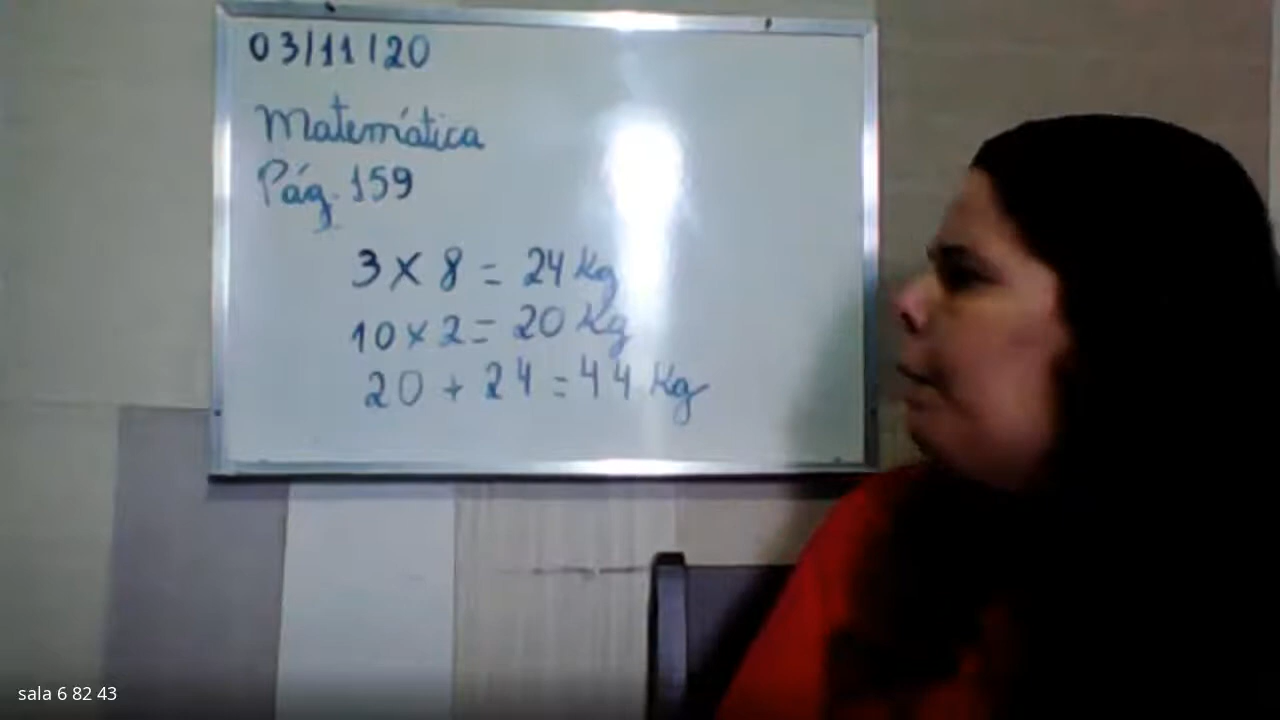 03/11/20
Matemática
Pág. 159
3 x 8 = 24 Kg
10 x 2 = 20 Kg
20 + 24 = 44 Kg
sala 6 82 43